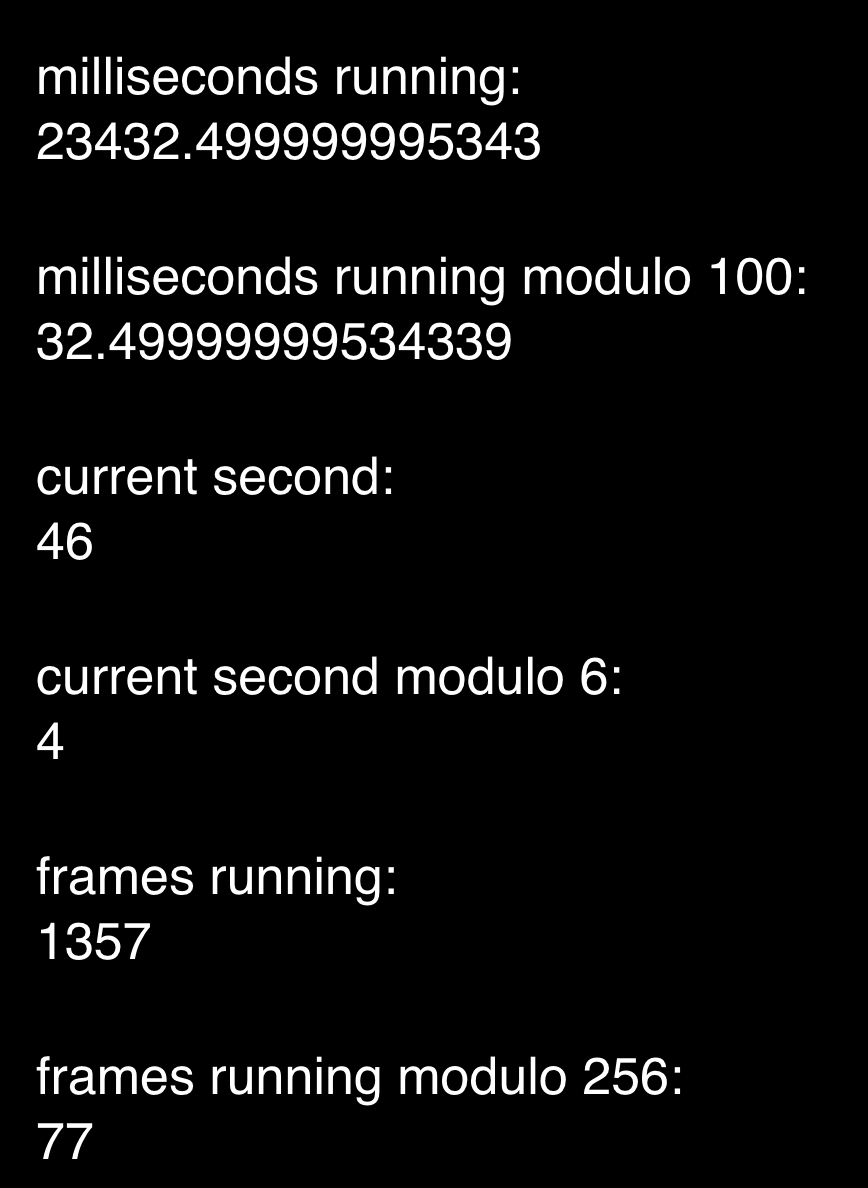 milliseconds running:
23432.499999995343
milliseconds running modulo 100:
32.49999999534339
current second:
46
current second modulo 6:
4
frames running:
1357
frames running modulo 256:
77